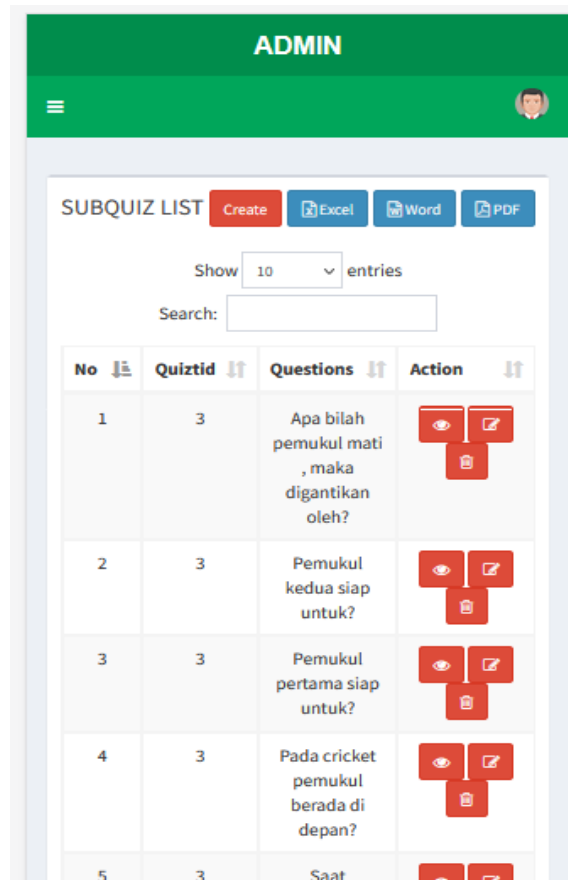 ADMIN
SUBQUIZ LIST Create Excel Word PDF
Show 10 entries
Search:
No Quiztid Questions Action
1 3 Apa bilah
pemukul mati
, maka
digantikan
oleh?
2 3 Pemukul
kedua siap
untuk?
3 3 Pemukul
pertama siap
untuk?
4 3 Pada cricket
pemukul
berada di
depan?
5 3 Saat